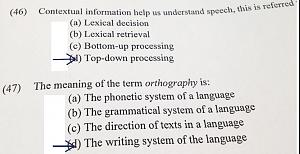 (46) Contextual information help us understand speech, this is referred
(a) Lexical decision
(b) Lexical retrieval
(c) Bottom-up processing
(d) Top-down processing
(47) The meaning of the term orthography is:
(a) The phonetic system of a language
(b) The grammatical system of a language
(c) The direction of texts in a language
(d) The writing system of the language